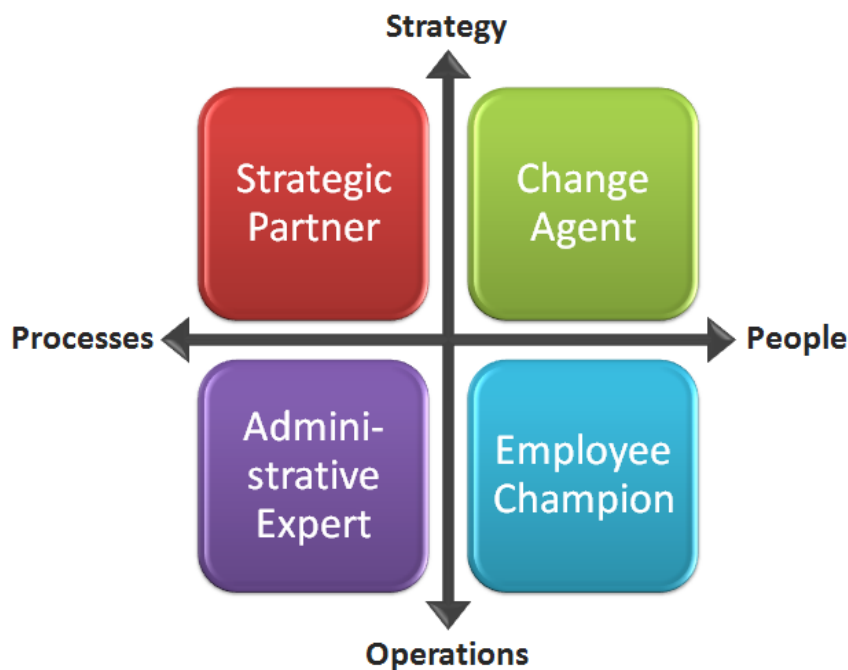 Strategy
Strategic
Partner
Change
Agent
Processes
People
Admini-
strative
Expert
Employee
Champion
Operations